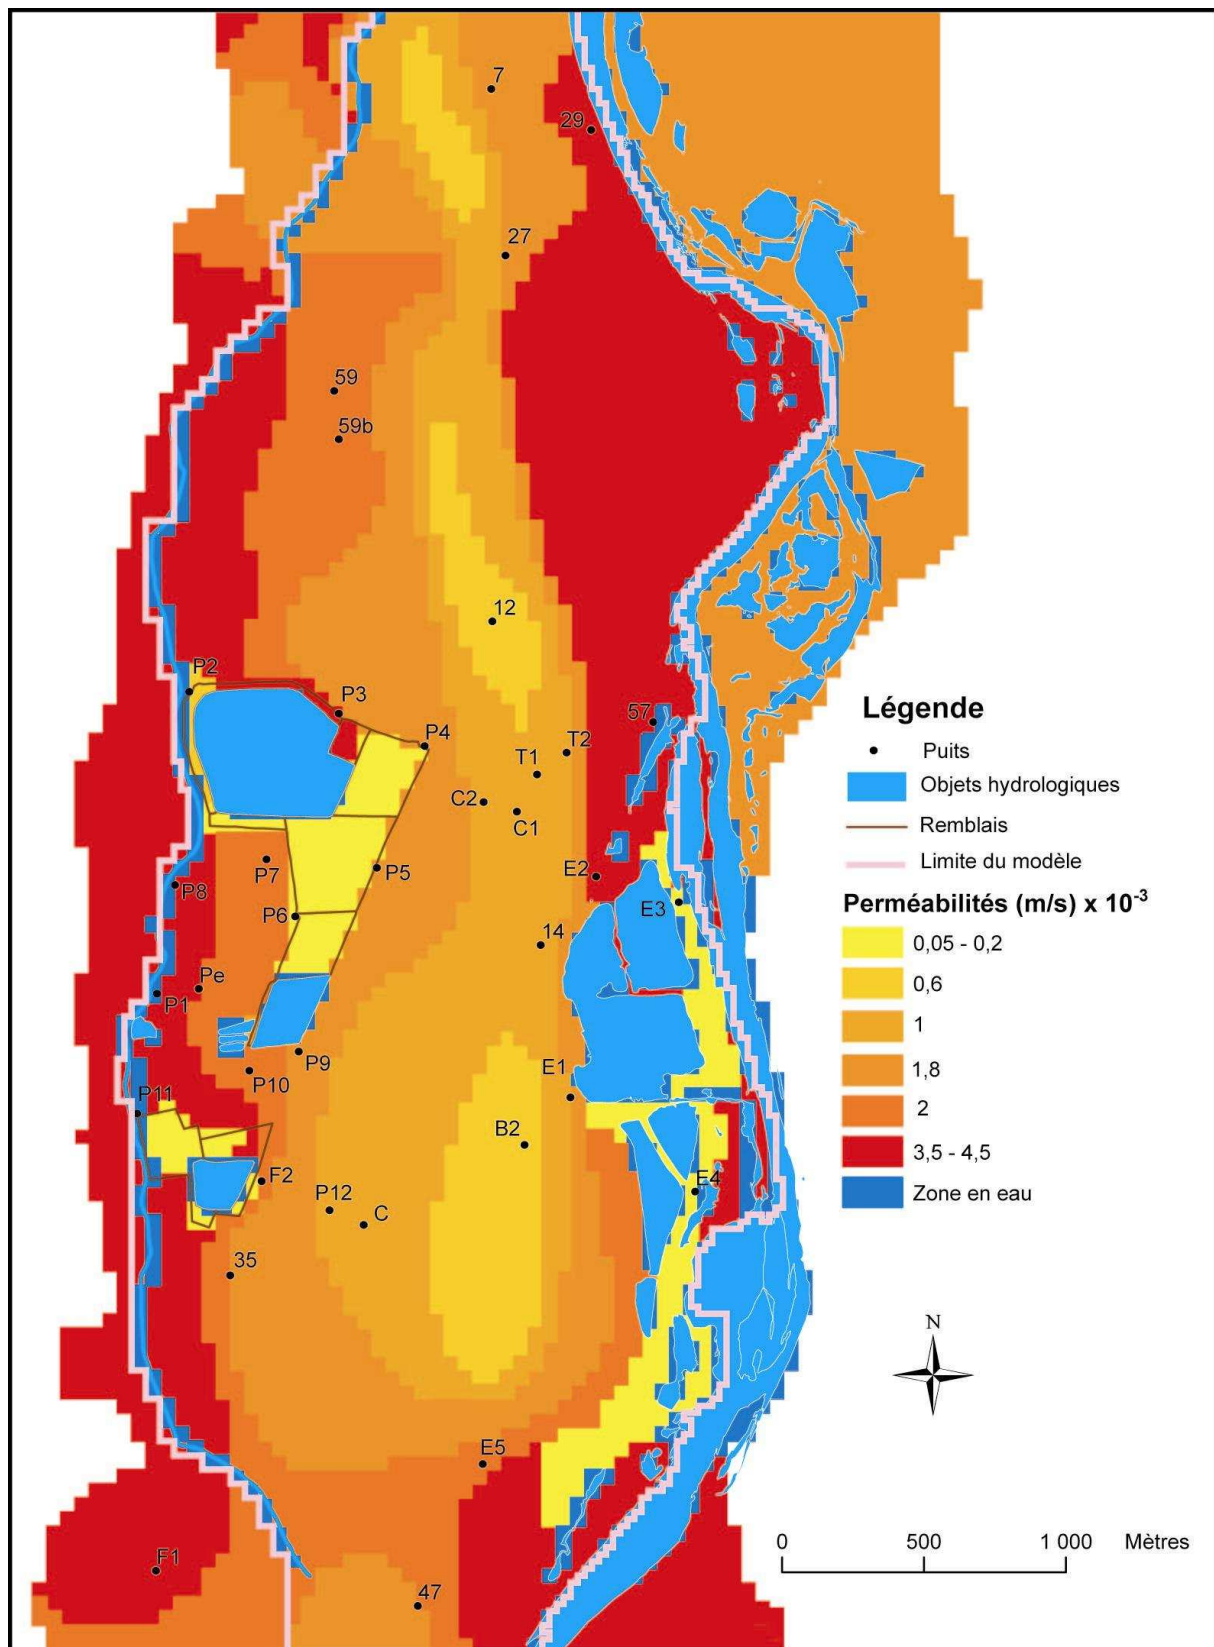 7
29
27
59
59b
12
P2
P3
57
P4
T2
T1
C2
C1
P7
P5
E2
P8
E3
P6
14
Pe
P1
P9
E1
P10
P11
B2
F2
E4
P12
C
35
E5
F1
47
Légende
Puits
Objets hydrologiques
Remblais
Limite du modèle
Perméabilités (m/s) x 10⁻³
0,05 - 0,2
0,6
1
1,8
2
3,5 - 4,5
Zone en eau
N
0 500 1 000 Mètres